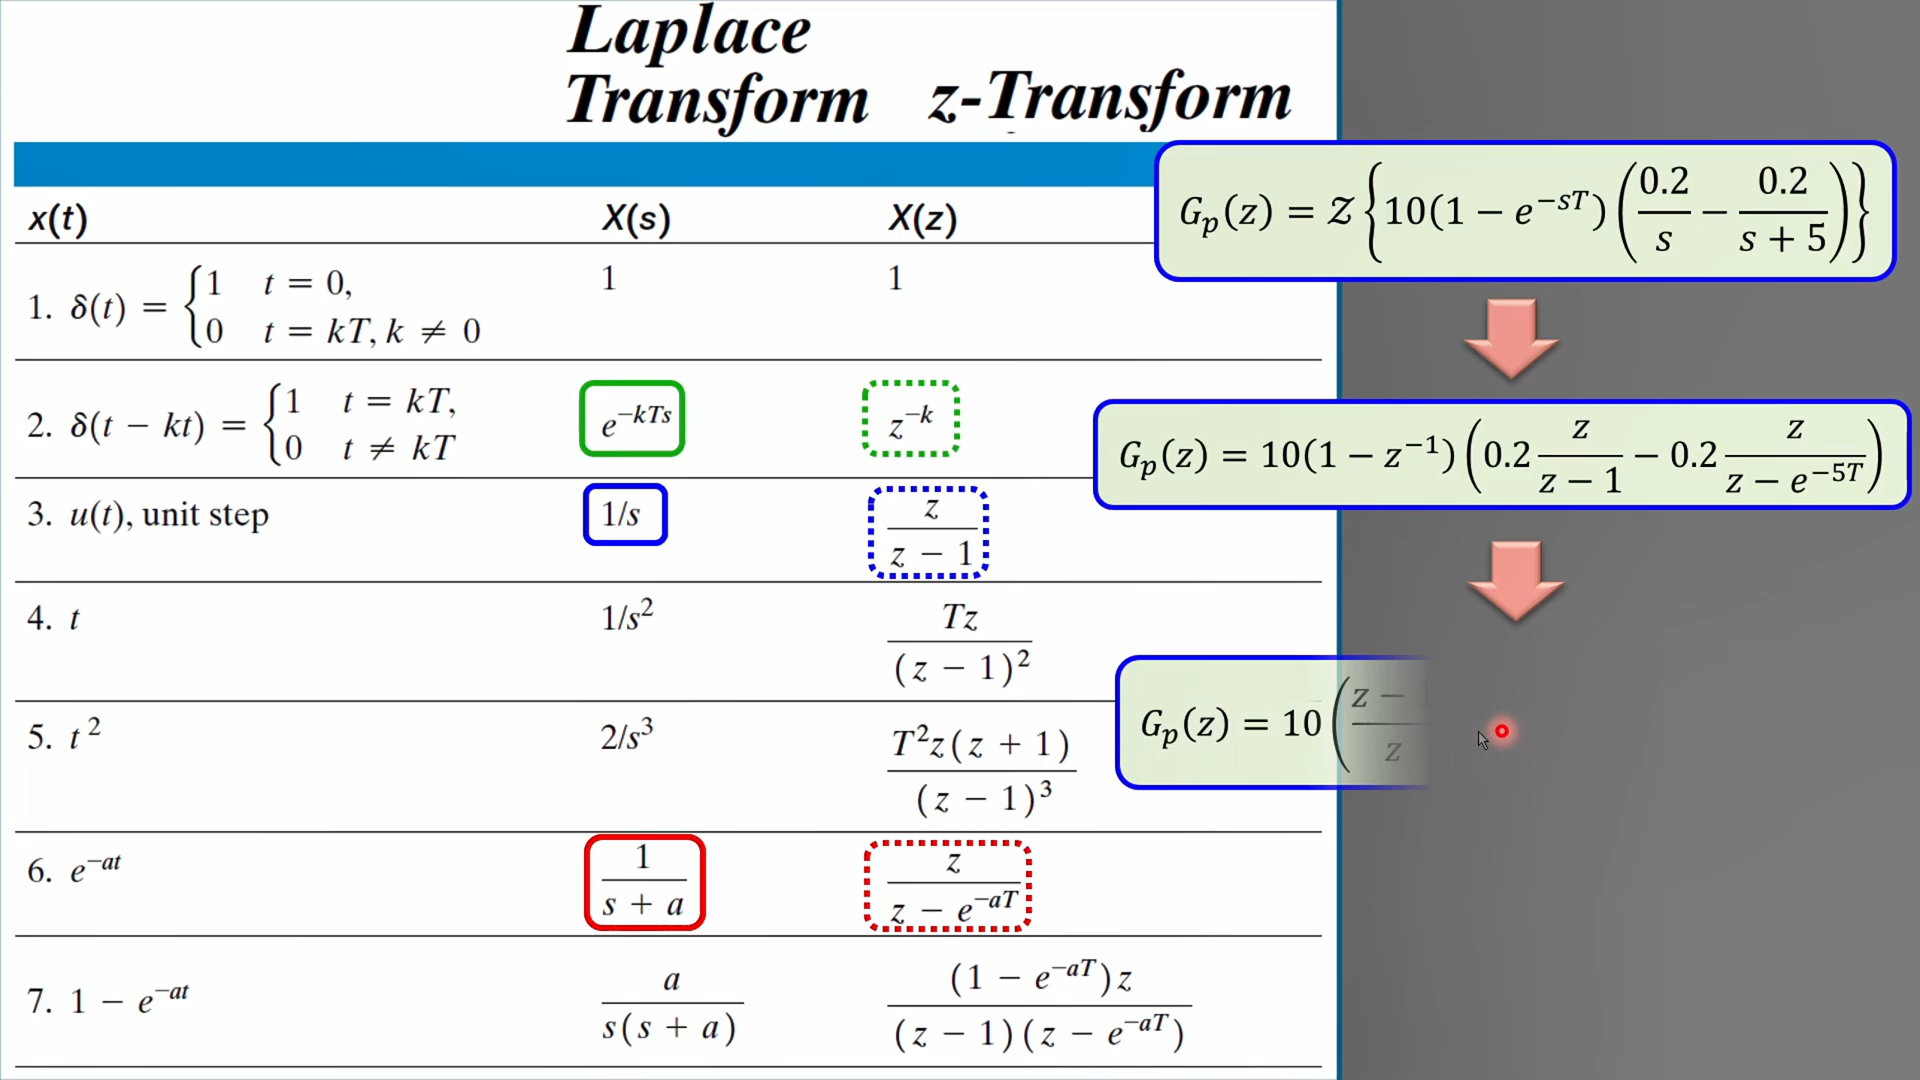 Laplace
Transform z-Transform
x(t) X(s) X(z)
1. δ(t) = {1 t = 0, 0 t = kT, k ≠ 0 1 1
2. δ(t − kt) = {1 t = kT, 0 t ≠ kT e^{−kTs} z^{−k}
3. u(t), unit step 1/s z/(z − 1)
4. t 1/s² Tz/(z − 1)²
5. t² 2/s³ T²z(z + 1)/(z − 1)³
6. e^{−at} 1/(s + a) z/(z − e^{−aT})
7. 1 − e^{−at} a/(s(s + a)) (1 − e^{−aT})z/((z − 1)(z − e^{−aT}))
G_p(z) = 𝒵{10(1 − e^{−sT})(0.2/s − 0.2/(s + 5))}
G_p(z) = 10(1 − z^{−1})(0.2 z/(z − 1) − 0.2 z/(z − e^{−5T}))
G_p(z) = 10((z − 1)/z